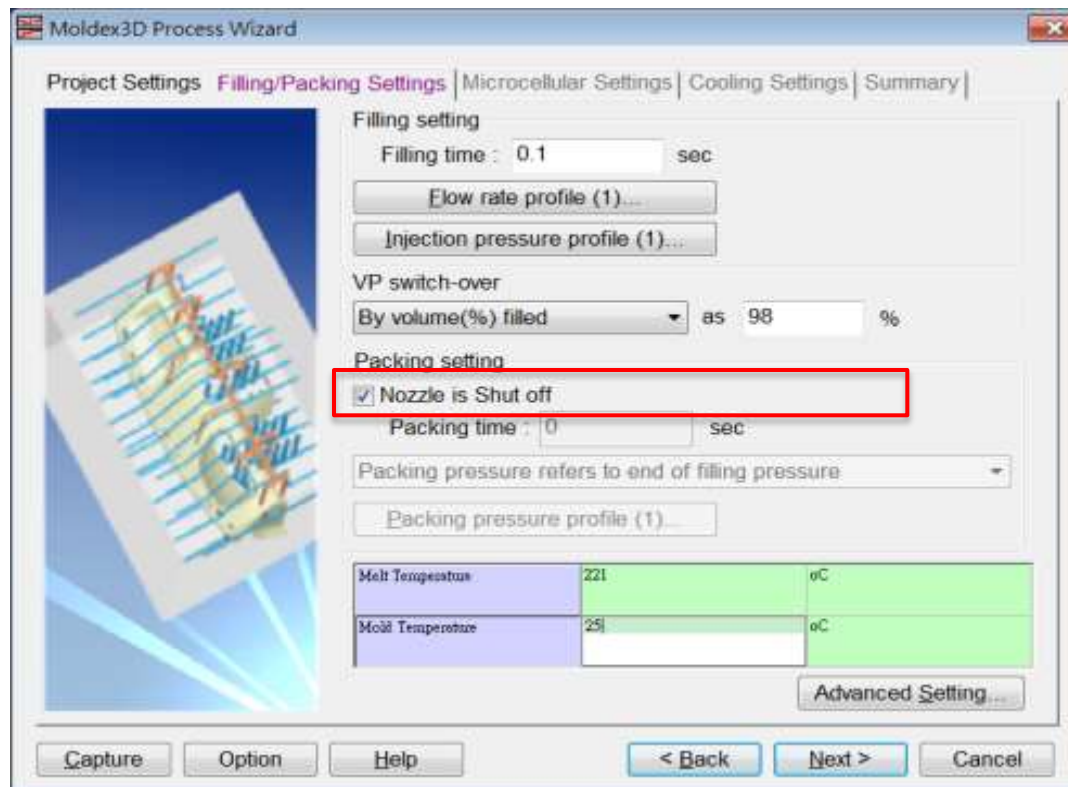 Moldex3D Process Wizard
Project Settings Filling/Packing Settings Microcellular Settings Cooling Settings Summary
Filling setting
Filling time : 0.1 sec
Flow rate profile (1)...
Injection pressure profile (1)...
VP switch-over
By volume(%) filled as 98 %
Packing setting
Nozzle is Shut off
Packing time : 0 sec
Packing pressure refers to end of filling pressure
Packing pressure profile (1)...
Melt Temperature 221 oC
Mold Temperature 25 oC
Advanced Setting...
Capture Option Help < Back Next > Cancel